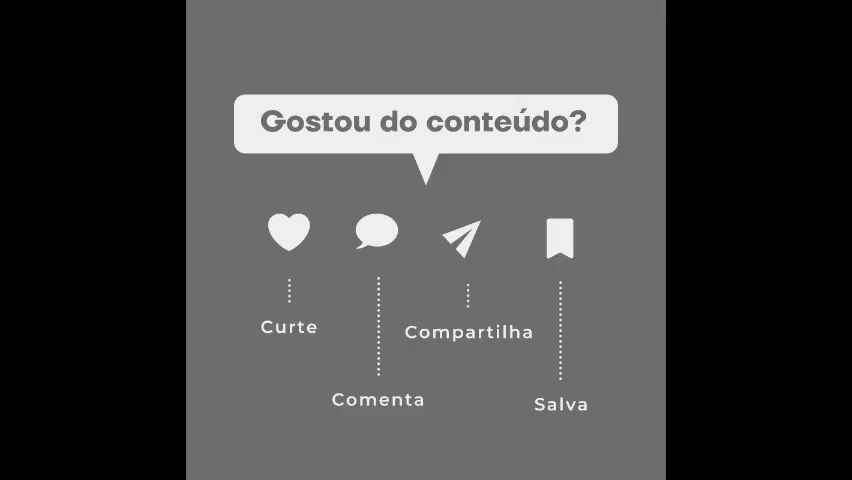 Gostou do conteúdo?
Curte
Compartilha
Comenta
Salva